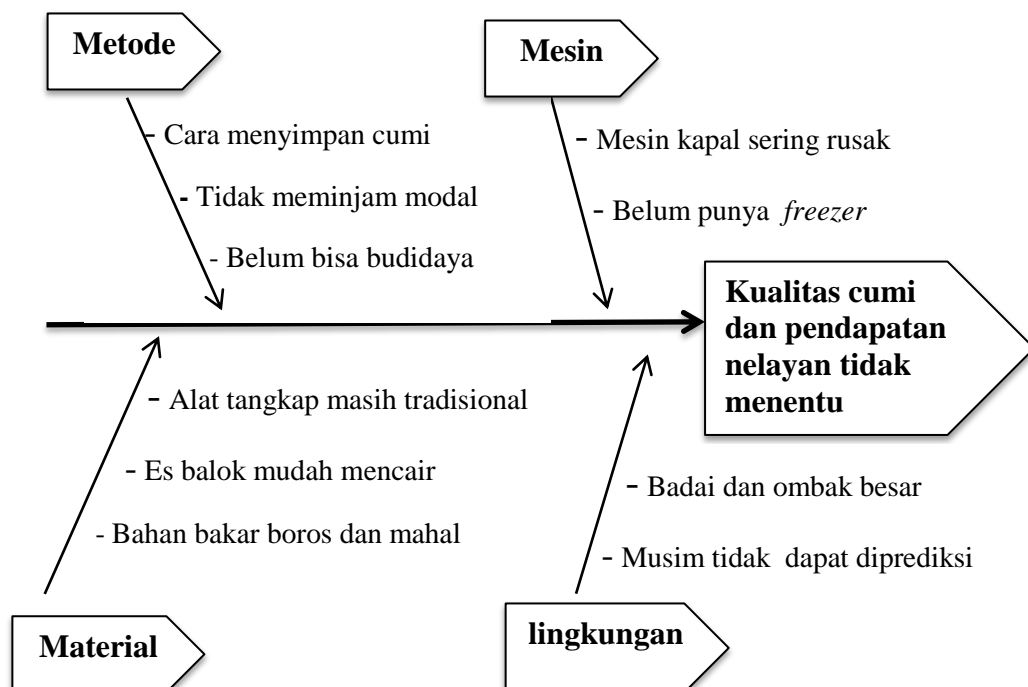 Metode
- Cara menyimpan cumi
- Tidak meminjam modal
- Belum bisa budidaya
Mesin
- Mesin kapal sering rusak
- Belum punya freezer
Kualitas cumi
dan pendapatan
nelayan tidak
menentu
- Alat tangkap masih tradisional
- Es balok mudah mencair
- Bahan bakar boros dan mahal
Material
- Badai dan ombak besar
- Musim tidak dapat diprediksi
lingkungan